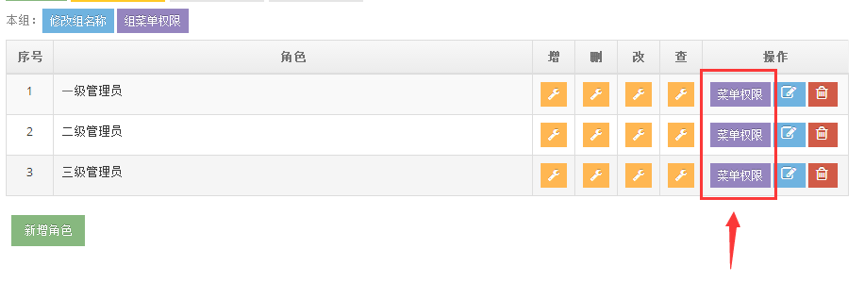 本组： 修改组名称 组菜单权限
序号 角色 增 删 改 查 操作
1 一级管理员 菜单权限
2 二级管理员 菜单权限
3 三级管理员 菜单权限
新增角色